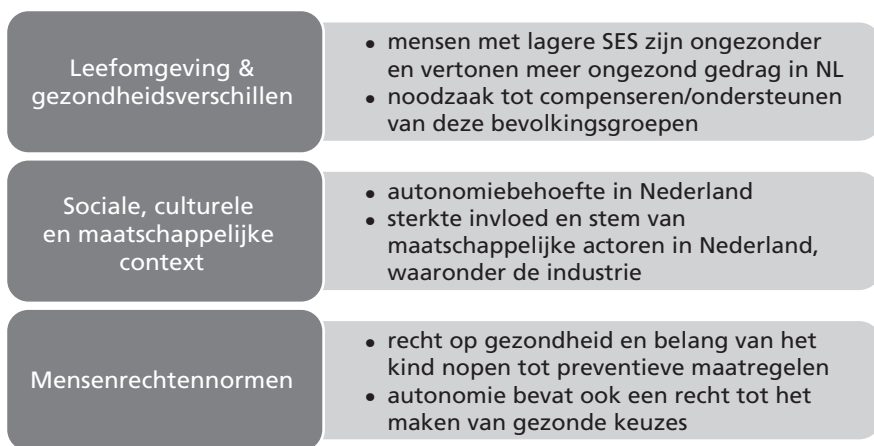 Leefomgeving &
gezondheidsverschillen
• mensen met lagere SES zijn ongezonder
en vertonen meer ongezond gedrag in NL
• noodzaak tot compenseren/ondersteunen
van deze bevolkingsgroepen
Sociale, culturele
en maatschappelijke
context
• autonomiebehoefte in Nederland
• sterkte invloed en stem van
maatschappelijke actoren in Nederland,
waaronder de industrie
Mensenrechtennormen
• recht op gezondheid en belang van het
kind nopen tot preventieve maatregelen
• autonomie bevat ook een recht tot het
maken van gezonde keuzes